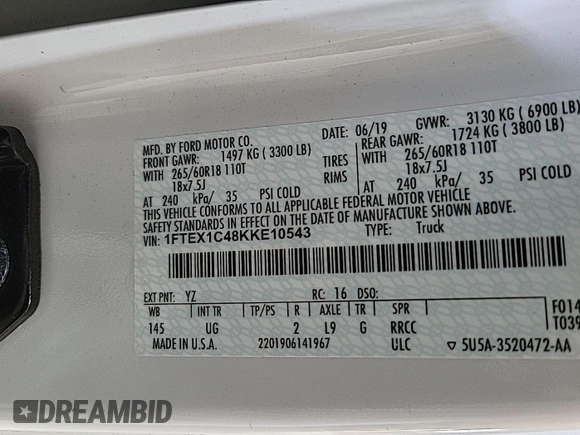 MFD. BY FORD MOTOR CO.
DATE: 06/19 GVWR: 3130 KG ( 6900 LB)
FRONT GAWR: 1497 KG ( 3300 LB) REAR GAWR: 1724 KG ( 3800 LB)
WITH 265/60R18 110T TIRES WITH 265/60R18 110T
18x7.5J RIMS 18x7.5J
AT 240 kPa/ 35 PSI COLD AT 240 kPa/ 35 PSI COLD
THIS VEHICLE CONFORMS TO ALL APPLICABLE FEDERAL MOTOR VEHICLE
SAFETY STANDARDS IN EFFECT ON THE DATE OF MANUFACTURE SHOWN ABOVE.
VIN: 1FTEX1C48KKE10543 TYPE: Truck
EXT PNT: YZ RC: 16 DSO:
WB INT TR TP/PS R AXLE TR SPR
145 UG 2 L9 G RRCC
F014
T039
MADE IN U.S.A. 2201906141967 ULC ▽ 5U5A-3520472-AA
DREAMBID